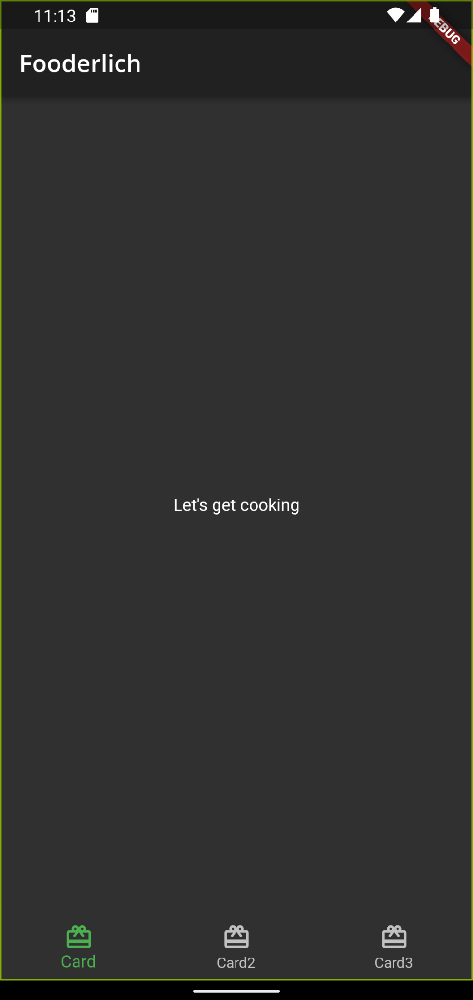 11:13
DEBUG
Fooderlich
Let's get cooking
Card
Card2
Card3